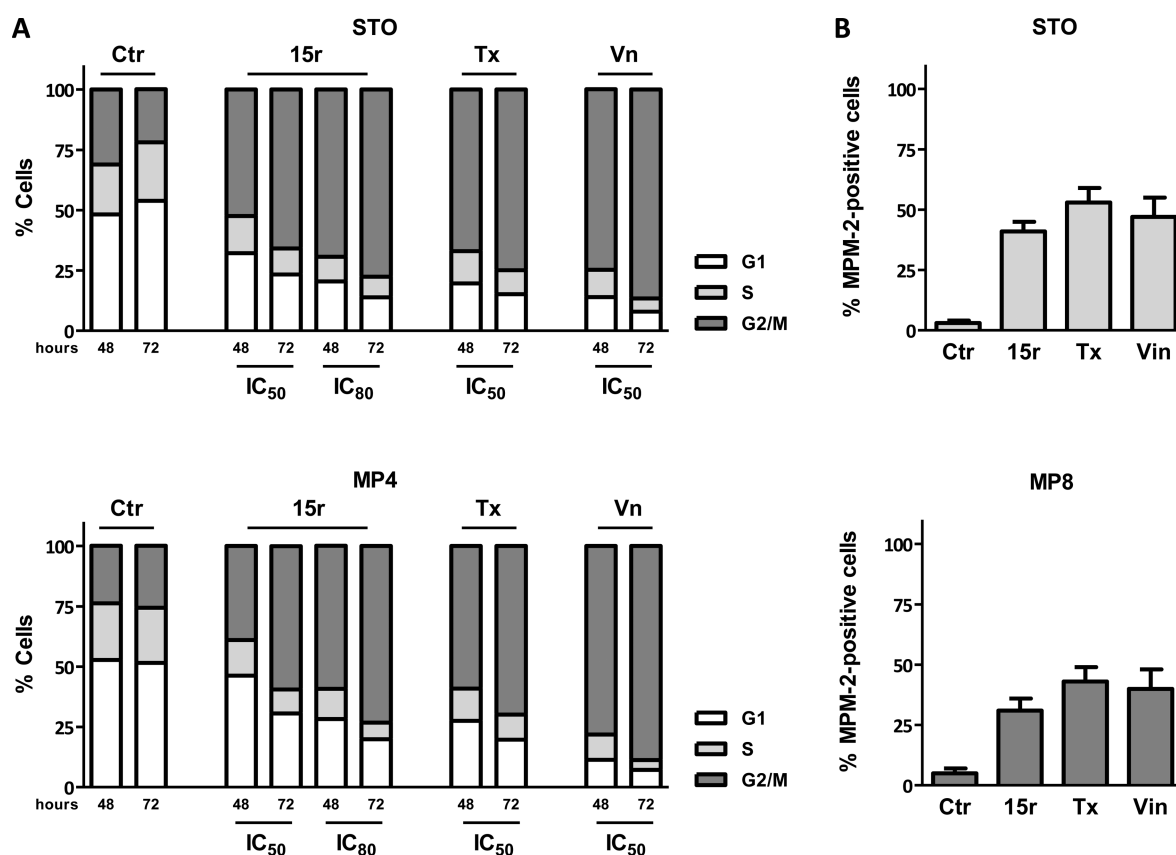 A
STO
Ctr 15r Tx Vn
% Cells
100
75
50
25
0
hours 48 72 48 72 48 72 48 72 48 72
IC50 IC80 IC50 IC50
G1
S
G2/M
B
STO
% MPM-2-positive cells
100
75
50
25
0
Ctr 15r Tx Vin
MP4
Ctr 15r Tx Vn
% Cells
100
75
50
25
0
hours 48 72 48 72 48 72 48 72 48 72
IC50 IC80 IC50 IC50
G1
S
G2/M
MP8
% MPM-2-positive cells
100
75
50
25
0
Ctr 15r Tx Vin